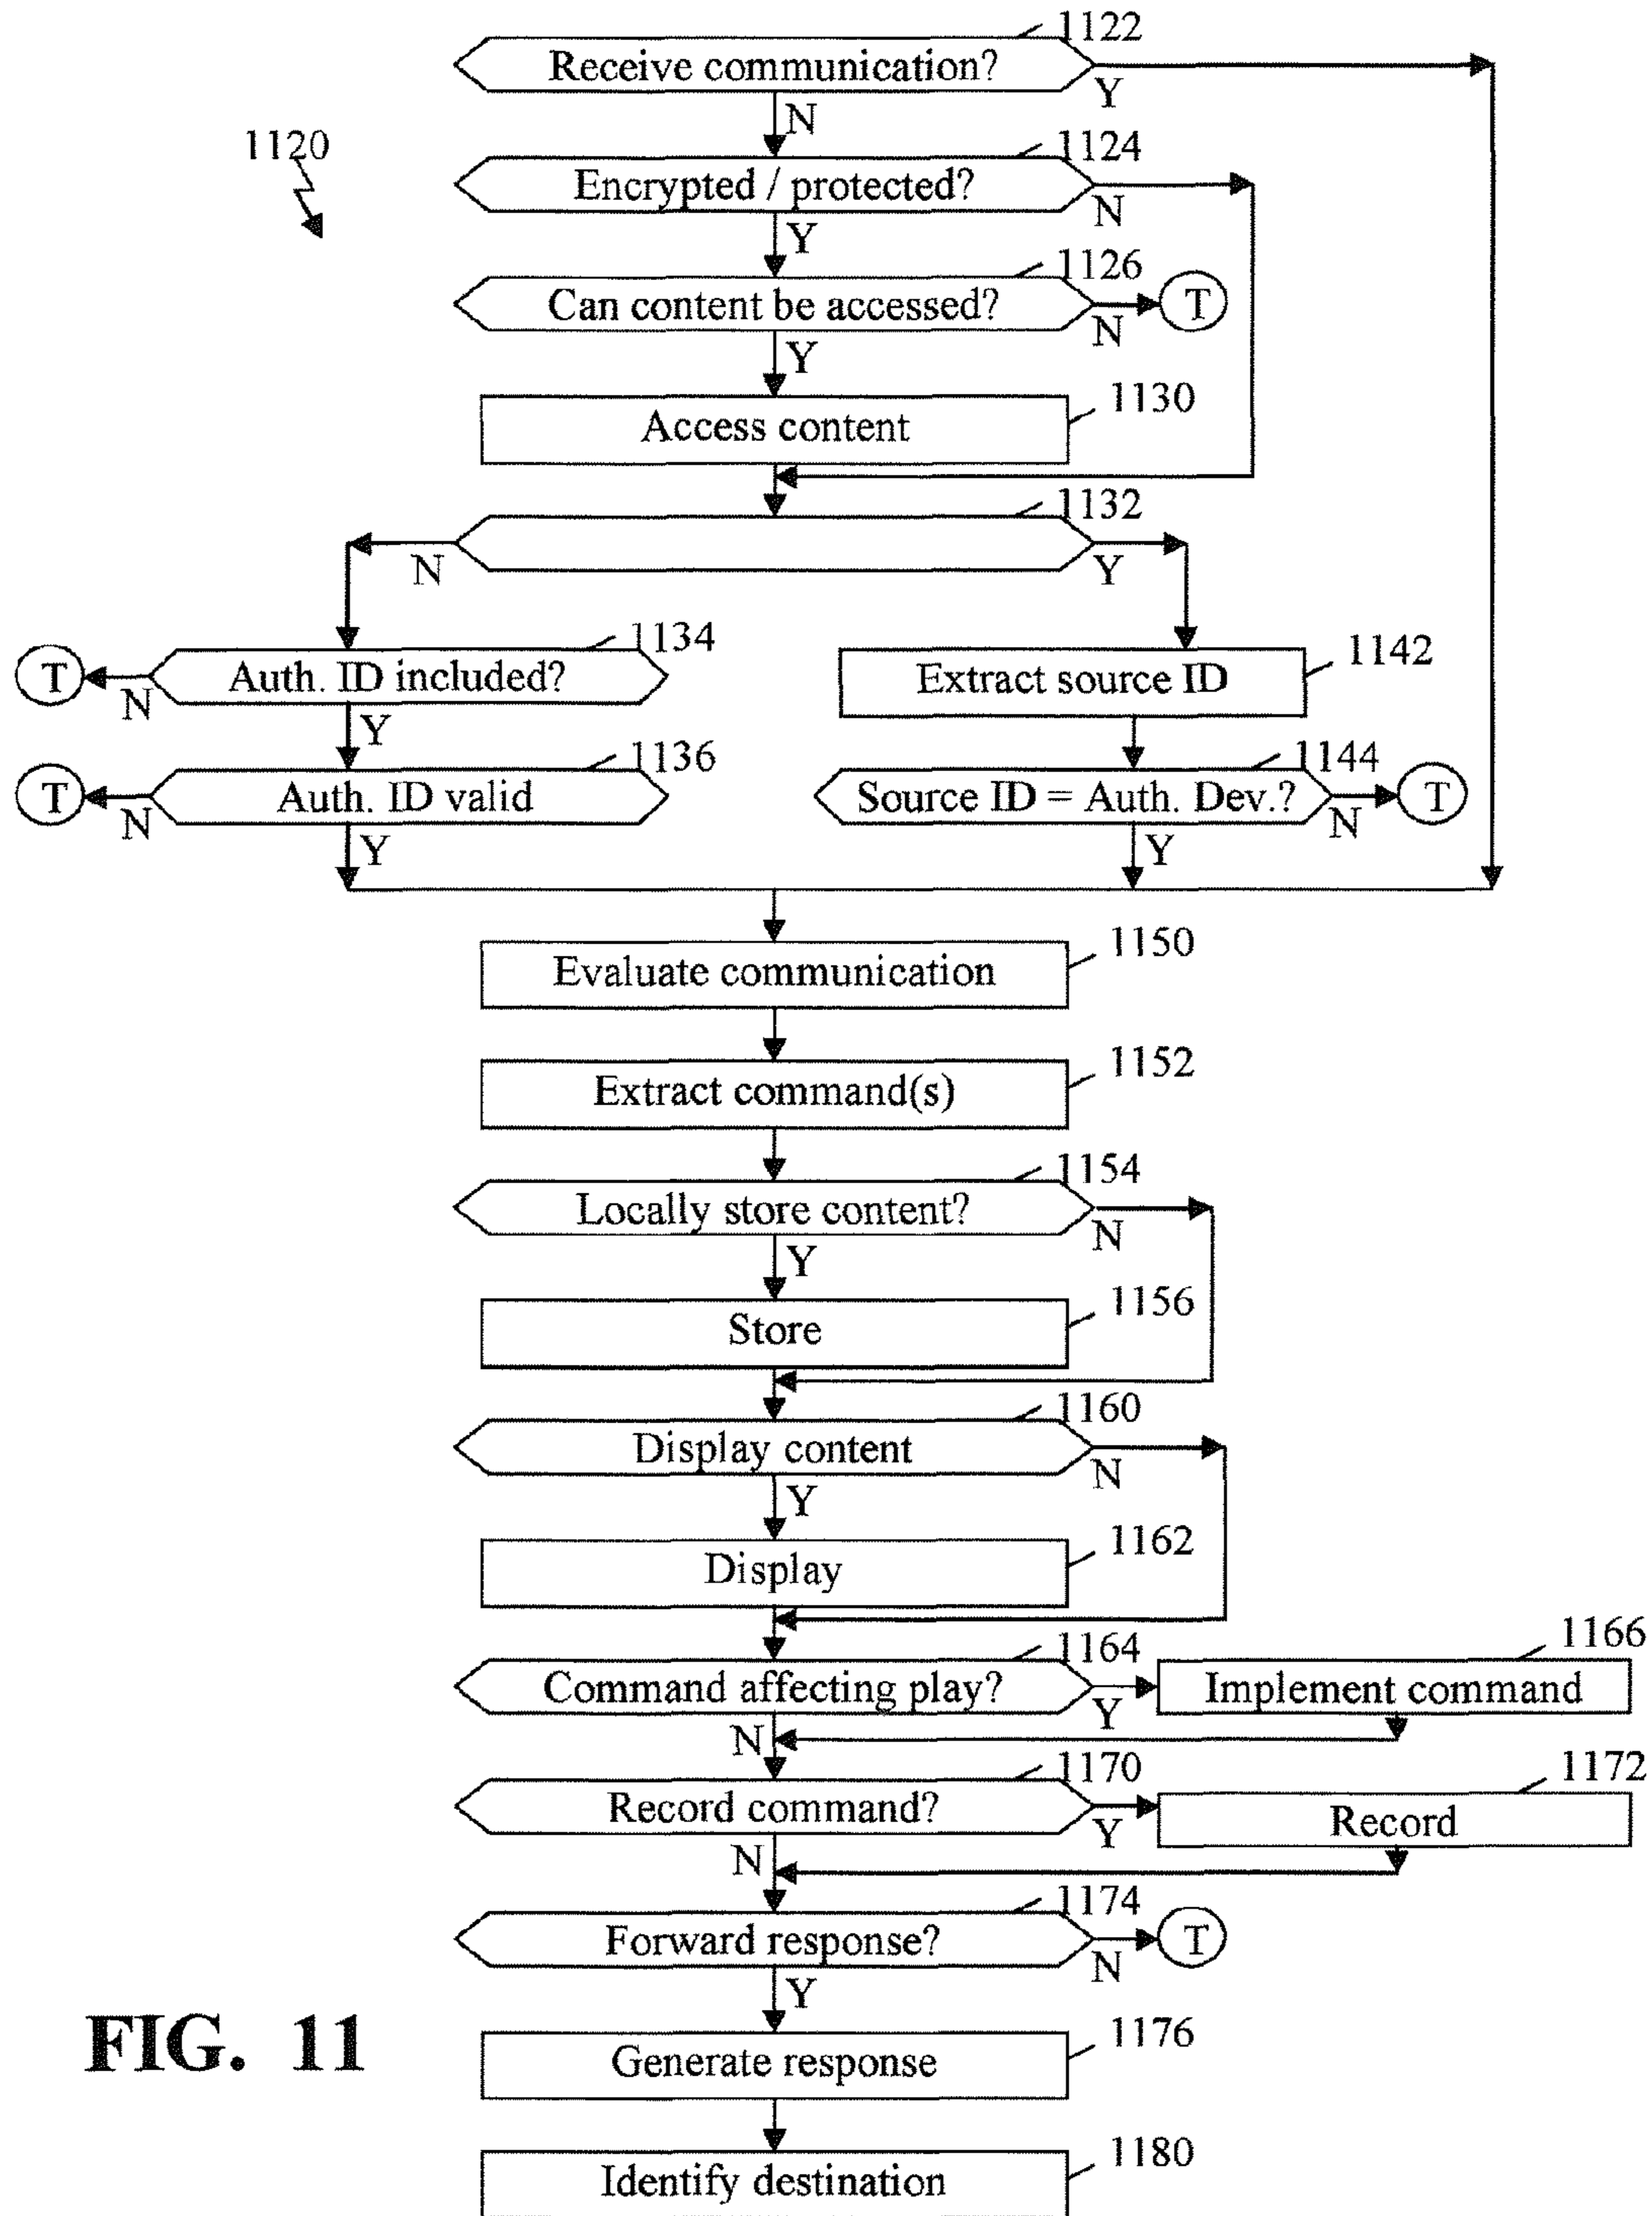 1122
Receive communication?
Y
N
1120
1124
Encrypted / protected?
N
Y
1126
Can content be accessed?
T
N
Y
1130
Access content
1132
N
Y
1134
T
Auth. ID included?
N
Y
1142
Extract source ID
1136
T
Auth. ID valid
N
Y
1144
Source ID = Auth. Dev.?
T
N
Y
1150
Evaluate communication
1152
Extract command(s)
1154
Locally store content?
N
Y
1156
Store
1160
Display content
N
Y
1162
Display
1164
Command affecting play?
Y
N
1166
Implement command
1170
Record command?
Y
N
1172
Record
1174
Forward response?
T
N
Y
FIG. 11
1176
Generate response
1180
Identify destination